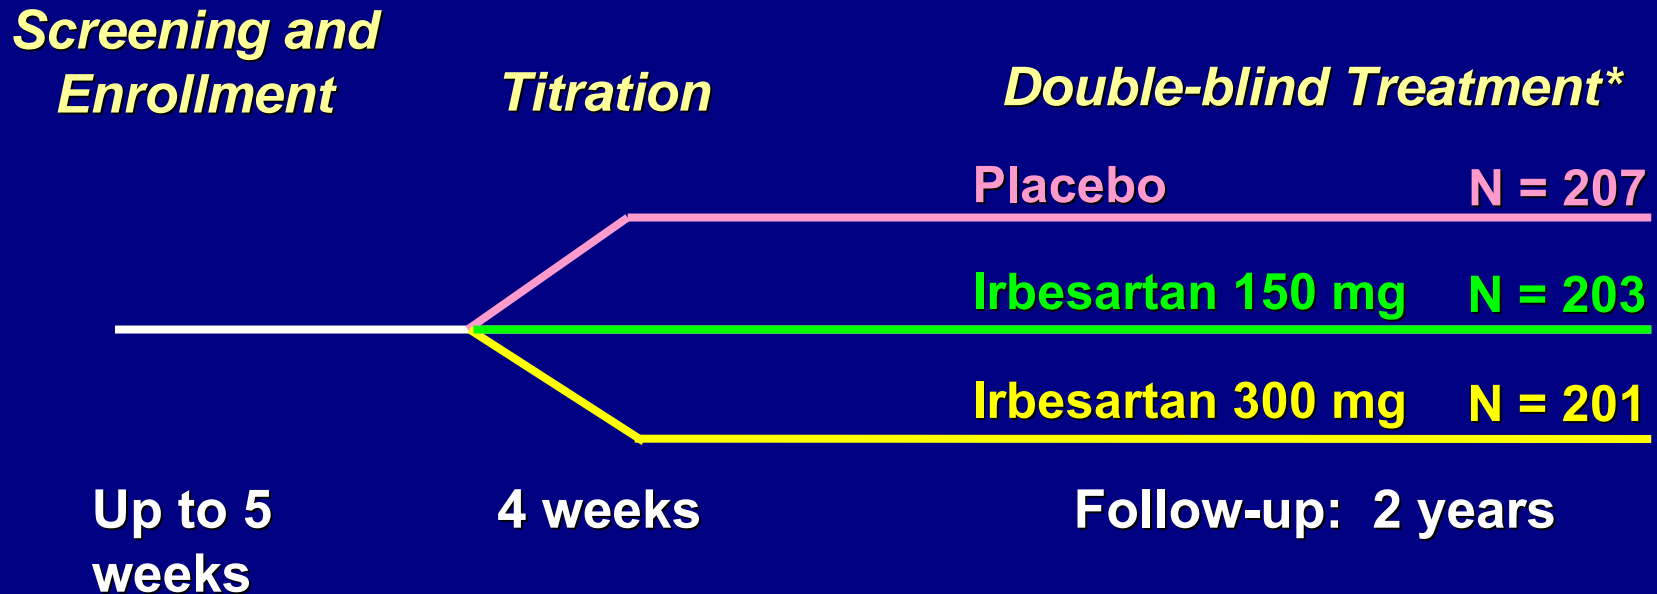 Screening and
Enrollment
Titration
Double-blind Treatment*
Placebo N = 207
Irbesartan 150 mg N = 203
Irbesartan 300 mg N = 201
Up to 5
weeks
4 weeks
Follow-up: 2 years